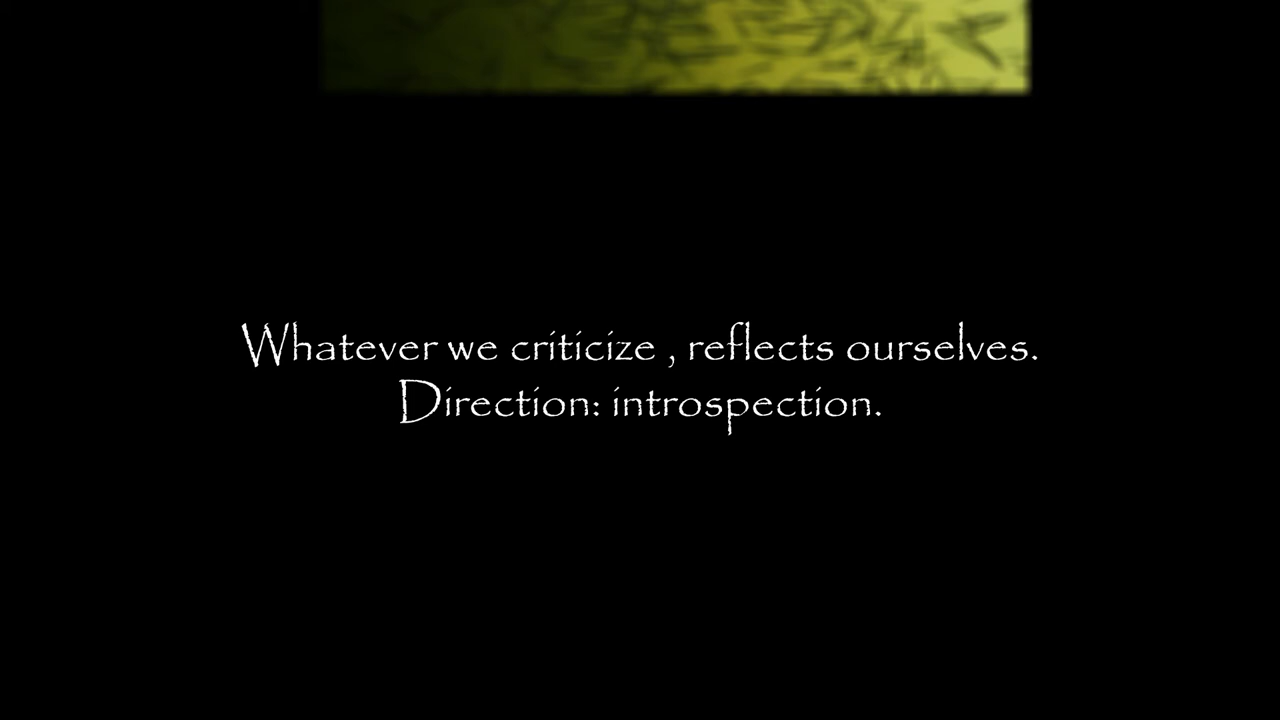 Whatever we criticize , reflects ourselves.
Direction: introspection.